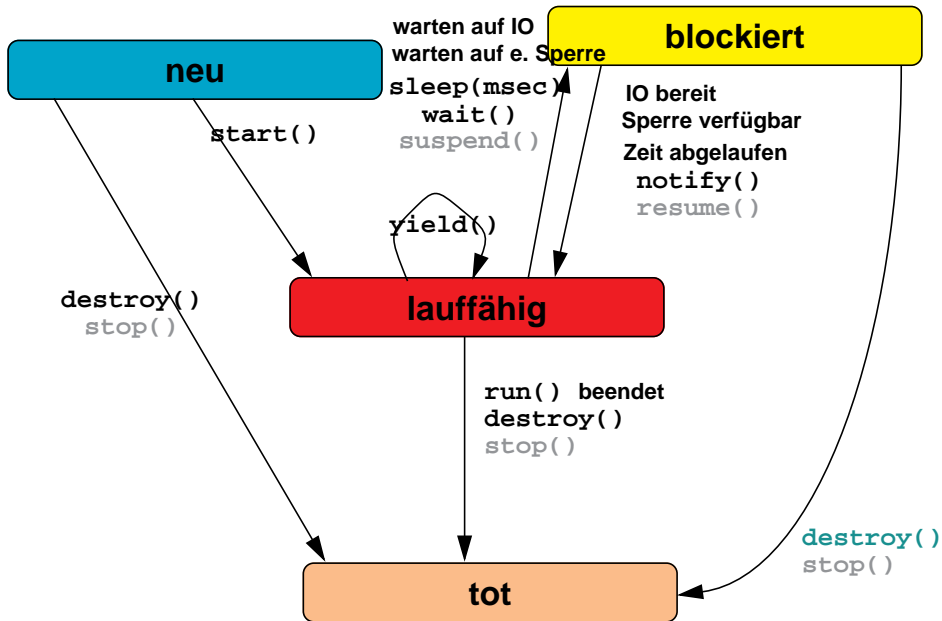 warten auf IO
warten auf e. Sperre
blockiert
neu
sleep(msec)
wait()
suspend()
IO bereit
Sperre verfügbar
Zeit abgelaufen
notify()
resume()
start()
yield()
lauffähig
destroy()
stop()
run() beendet
destroy()
stop()
destroy()
stop()
tot